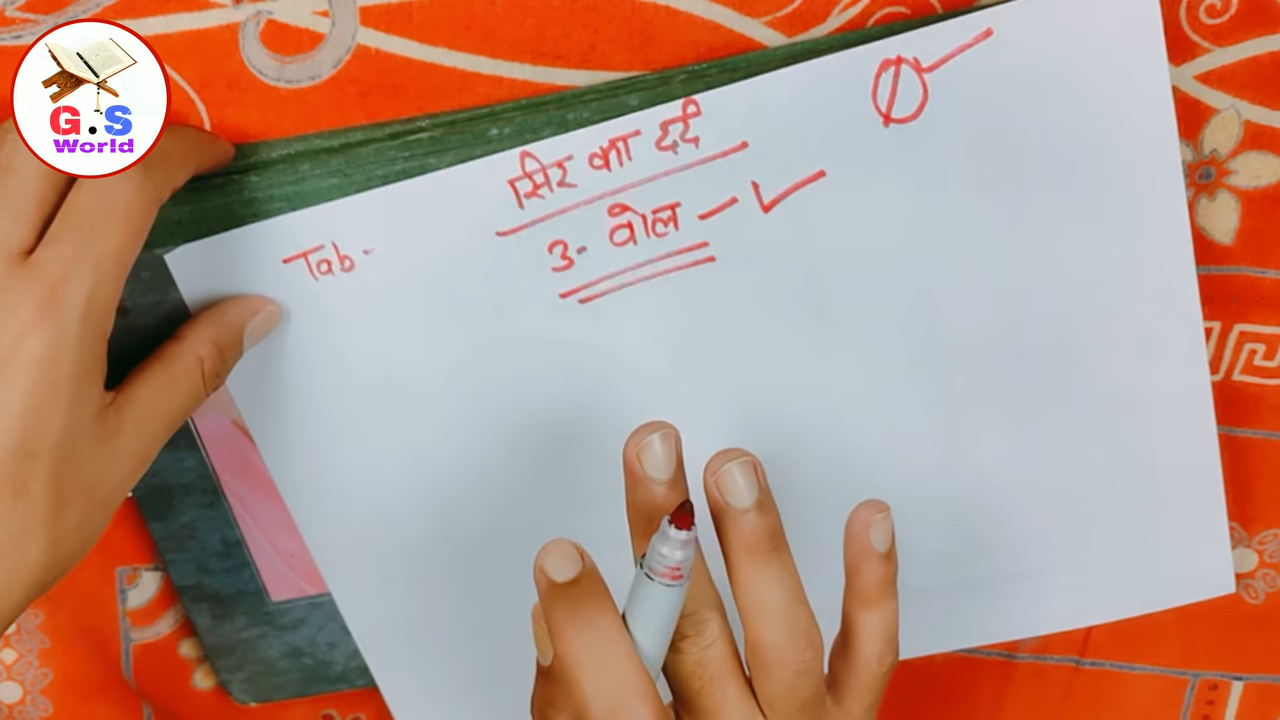 G.S
World
सिर का दर्द
3- वोल - ✓
Tab-